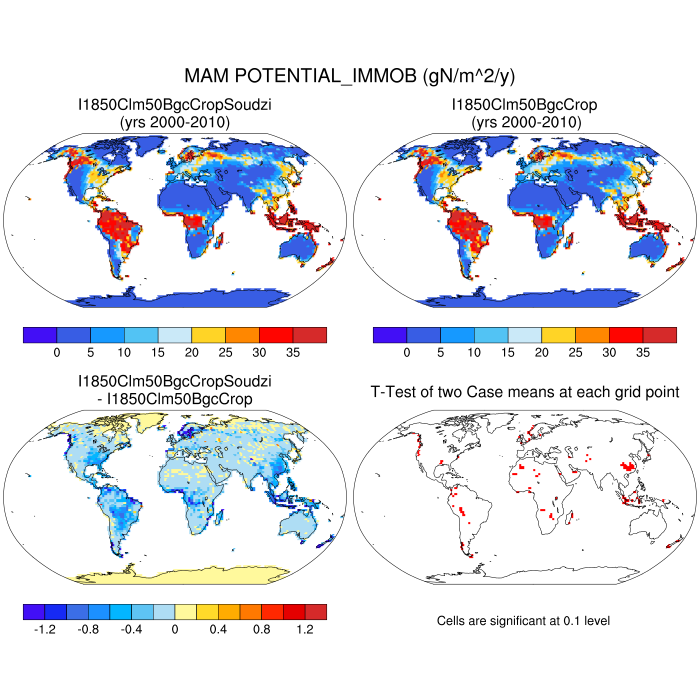 MAM POTENTIAL_IMMOB (gN/m^2/y)
I1850Clm50BgcCropSoudzi
(yrs 2000-2010)
I1850Clm50BgcCrop
(yrs 2000-2010)
0 5 10 15 20 25 30 35
0 5 10 15 20 25 30 35
I1850Clm50BgcCropSoudzi
- I1850Clm50BgcCrop
T-Test of two Case means at each grid point
-1.2 -0.8 -0.4 0 0.4 0.8 1.2
Cells are significant at 0.1 level